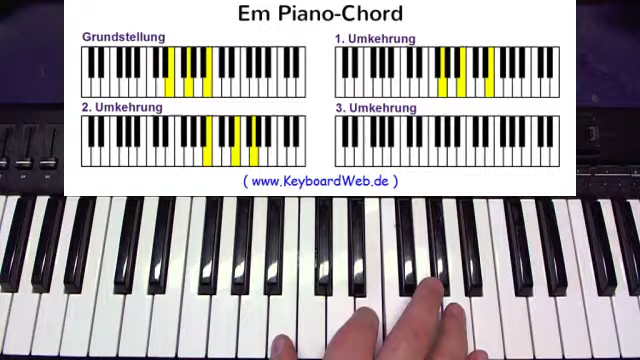 Em Piano-Chord
Grundstellung
1. Umkehrung
2. Umkehrung
3. Umkehrung
( www.KeyboardWeb.de )